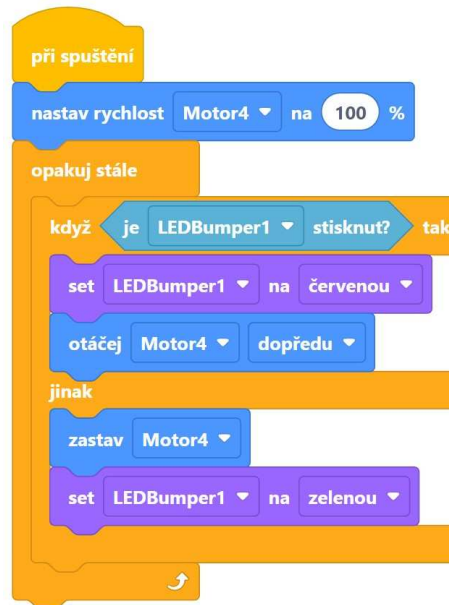 při spuštění
nastav rychlost Motor4 na 100 %
opakuj stále
když je LEDBumper1 stisknut? tak
set LEDBumper1 na červenou
otáčej Motor4 dopředu
jinak
zastav Motor4
set LEDBumper1 na zelenou